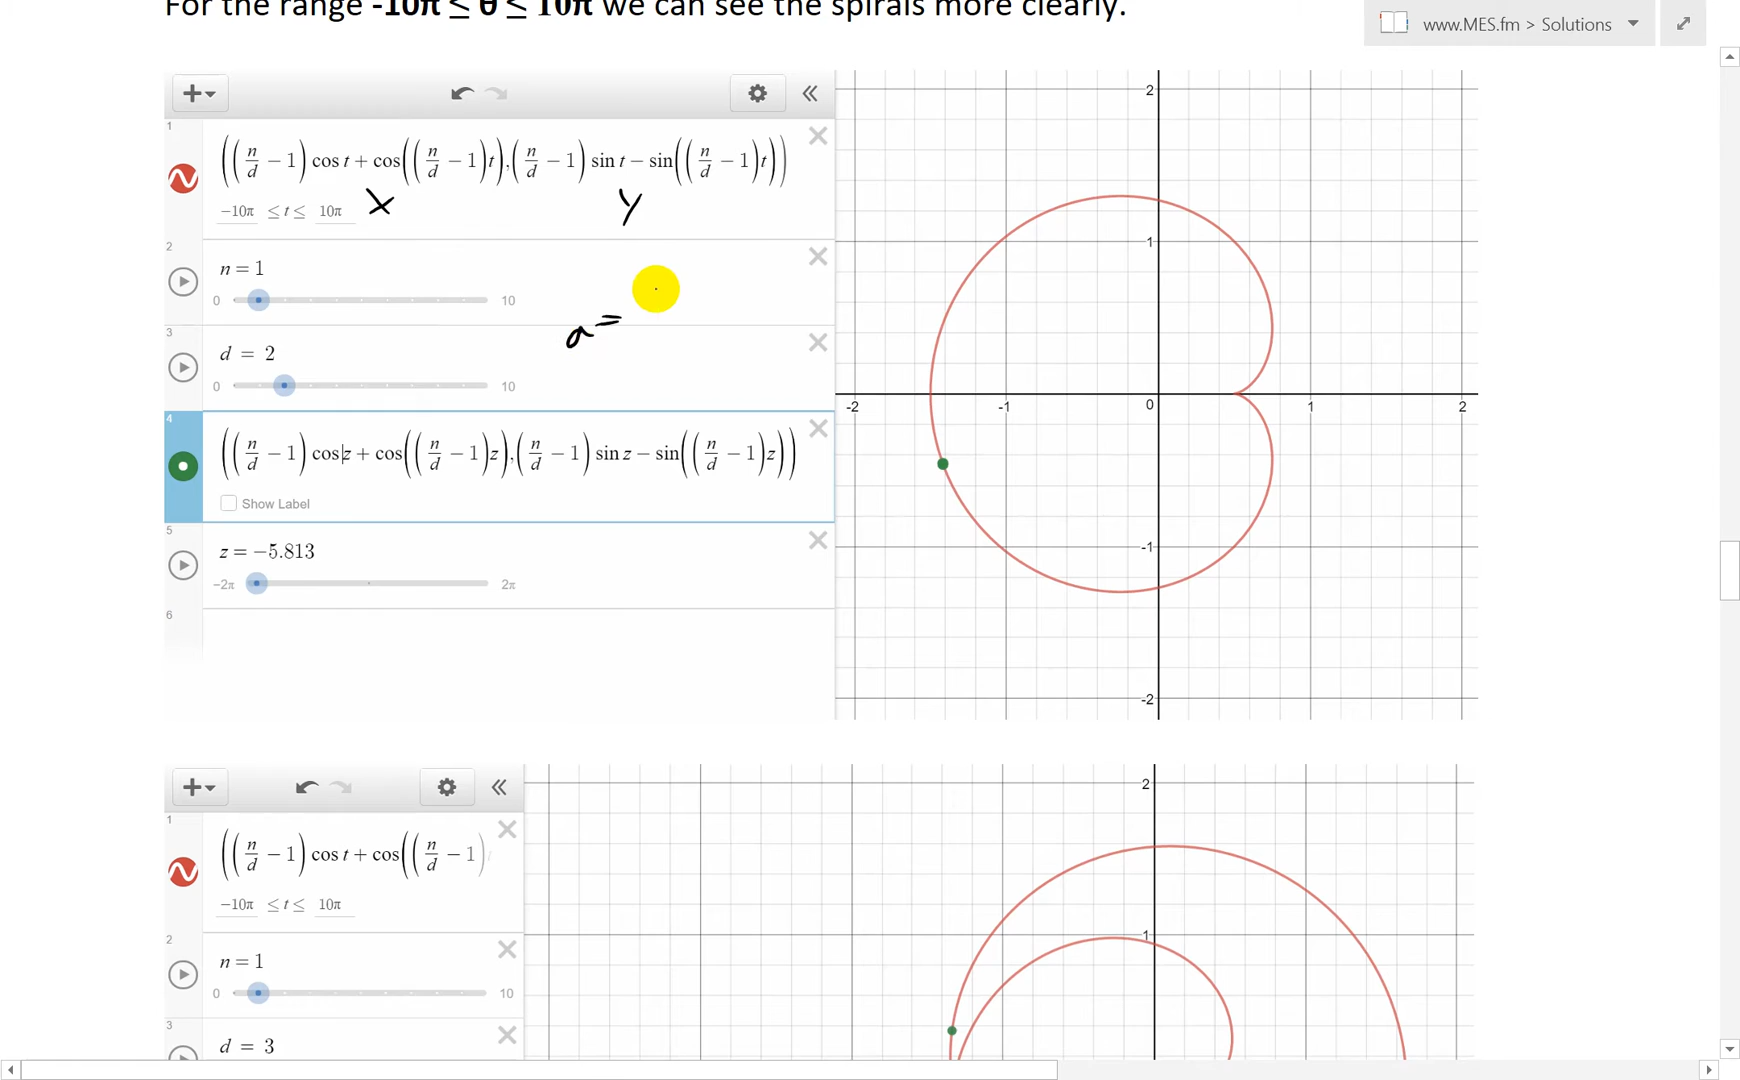 For the range -10π ≤ θ ≤ 10π we can see the spirals more clearly.
www.MES.fm > Solutions
1
((n/d − 1) cos t + cos((n/d − 1)t), (n/d − 1) sin t − sin((n/d − 1)t))
−10π ≤ t ≤ 10π
x y
2
n = 1
0 10
a =
3
d = 2
0 10
4
((n/d − 1) cos z + cos((n/d − 1)z), (n/d − 1) sin z − sin((n/d − 1)z))
Show Label
5
z = −5.813
−2π 2π
6
2
1
-2 -1 0 1 2
-1
-2
1
((n/d − 1) cos t + cos((n/d − 1)
−10π ≤ t ≤ 10π
2
n = 1
0 10
3
d = 3
2
1